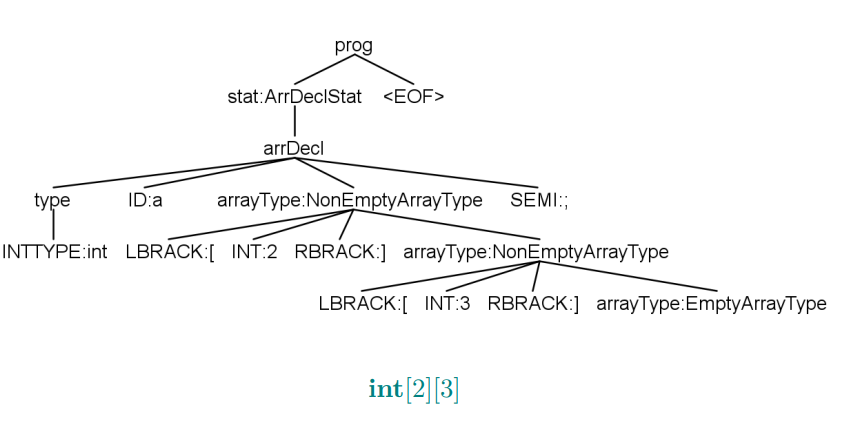 prog
stat:ArrDeclStat <EOF>
arrDecl
type ID:a arrayType:NonEmptyArrayType SEMI:;
INTTYPE:int LBRACK:[ INT:2 RBRACK:] arrayType:NonEmptyArrayType
LBRACK:[ INT:3 RBRACK:] arrayType:EmptyArrayType
int[2][3]